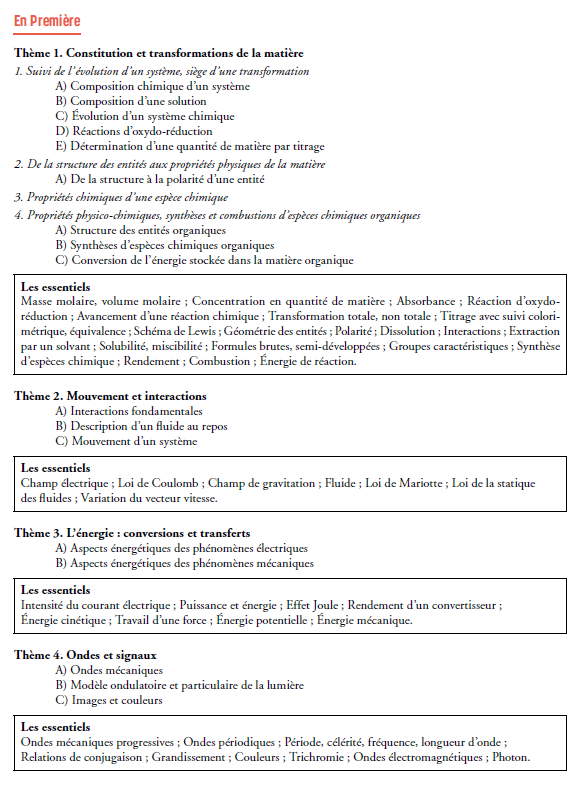 En Première
Thème 1. Constitution et transformations de la matière
1. Suivi de l'évolution d'un système, siège d'une transformation
A) Composition chimique d'un système
B) Composition d'une solution
C) Évolution d'un système chimique
D) Réactions d'oxydo-réduction
E) Détermination d'une quantité de matière par titrage
2. De la structure des entités aux propriétés physiques de la matière
A) De la structure à la polarité d'une entité
3. Propriétés chimiques d'une espèce chimique
4. Propriétés physico-chimiques, synthèses et combustions d'espèces chimiques organiques
A) Structure des entités organiques
B) Synthèses d'espèces chimiques organiques
C) Conversion de l'énergie stockée dans la matière organique
Les essentiels
Masse molaire, volume molaire ; Concentration en quantité de matière ; Absorbance ; Réaction d'oxydo-
réduction ; Avancement d'une réaction chimique ; Transformation totale, non totale ; Titrage avec suivi colori-
métrique, équivalence ; Schéma de Lewis ; Géométrie des entités ; Polarité ; Dissolution ; Interactions ; Extraction
par un solvant ; Solubilité, miscibilité ; Formules brutes, semi-développées ; Groupes caractéristiques ; Synthèse
d'espèces chimique ; Rendement ; Combustion ; Énergie de réaction.
Thème 2. Mouvement et interactions
A) Interactions fondamentales
B) Description d'un fluide au repos
C) Mouvement d'un système
Les essentiels
Champ électrique ; Loi de Coulomb ; Champ de gravitation ; Fluide ; Loi de Mariotte ; Loi de la statique
des fluides ; Variation du vecteur vitesse.
Thème 3. L'énergie : conversions et transferts
A) Aspects énergétiques des phénomènes électriques
B) Aspects énergétiques des phénomènes mécaniques
Les essentiels
Intensité du courant électrique ; Puissance et énergie ; Effet Joule ; Rendement d'un convertisseur ;
Énergie cinétique ; Travail d'une force ; Énergie potentielle ; Énergie mécanique.
Thème 4. Ondes et signaux
A) Ondes mécaniques
B) Modèle ondulatoire et particulaire de la lumière
C) Images et couleurs
Les essentiels
Ondes mécaniques progressives ; Ondes périodiques ; Période, célérité, fréquence, longueur d'onde ;
Relations de conjugaison ; Grandissement ; Couleurs ; Trichromie ; Ondes électromagnétiques ; Photon.